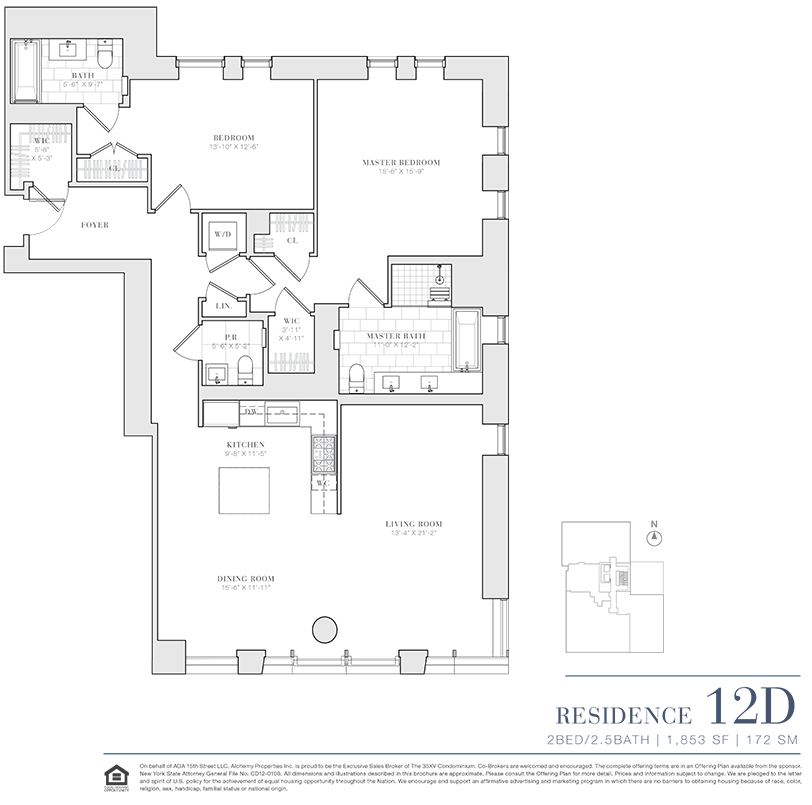 BATH
5'-6" X 9'-7"
WIC
5'-8"
X 5'-3"
CL
BEDROOM
13'-10" X 12'-6"
MASTER BEDROOM
15'-6" X 15'-9"
FOYER
W/D
CL
LIN.
WIC
3'-11"
X 4'-11"
P.R
5'-6" X 5'-2"
MASTER BATH
11'-0" X 12'-2"
DW
KITCHEN
9'-8" X 11'-5"
WC
LIVING ROOM
13'-4" X 21'-2"
DINING ROOM
15'-6" X 11'-11"
N
RESIDENCE 12D
2BED/2.5BATH | 1,853 SF | 172 SM
On behalf of AGA 15th Street LLC, Alchemy Properties Inc. is proud to be the Exclusive Sales Broker of The 35XV Condominium. Co-Brokers are welcomed and encouraged. The complete offering terms are in an Offering Plan available from the sponsor.
New York State Attorney General File No. CD12-0106. All dimensions and illustrations described in this brochure are approximate. Please consult the Offering Plan for more detail. Prices and information subject to change. We are pledged to the letter
and spirit of U.S. policy for the achievement of equal housing opportunity throughout the Nation. We encourage and support an affirmative advertising and marketing program in which there are no barriers to obtaining housing because of race, color,
religion, sex, handicap, familial status or national origin.